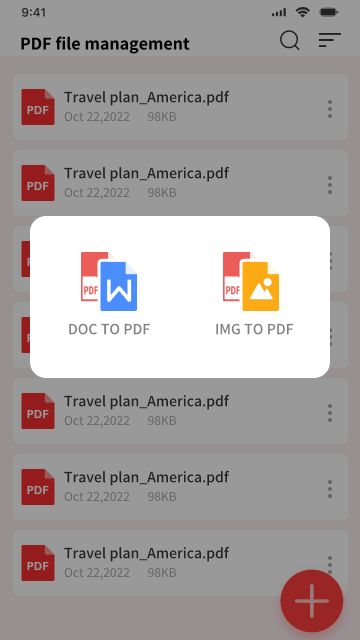 9:41
PDF file management
PDF
Travel plan_America.pdf
Oct 22,2022 98KB
PDF
Travel plan_America.pdf
Oct 22,2022 98KB
PDF
PDF
DOC TO PDF
IMG TO PDF
PDF
Travel plan_America.pdf
Oct 22,2022 98KB
PDF
Travel plan_America.pdf
Oct 22,2022 98KB
PDF
Travel plan_America.pdf
Oct 22,2022 98KB